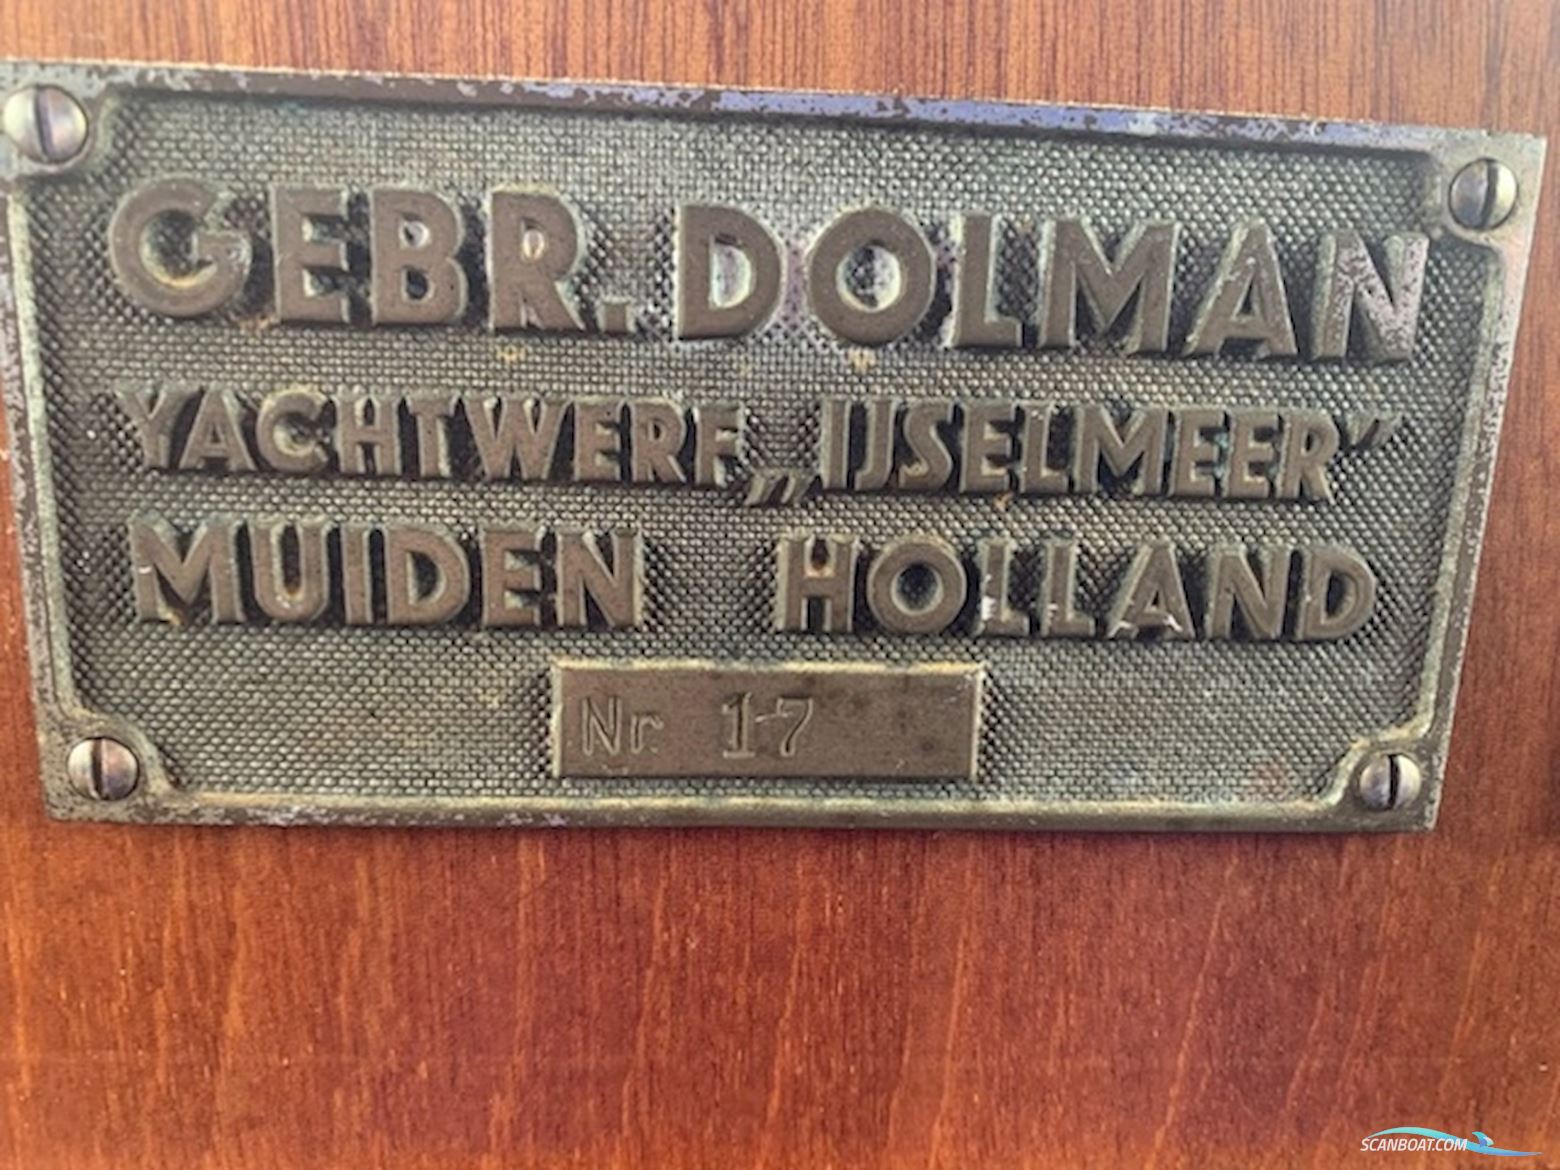 GEBR. DOLMAN
YACHTWERF „IJSELMEER”
MUIDEN HOLLAND
Nr. 17
SCANBOAT.COM